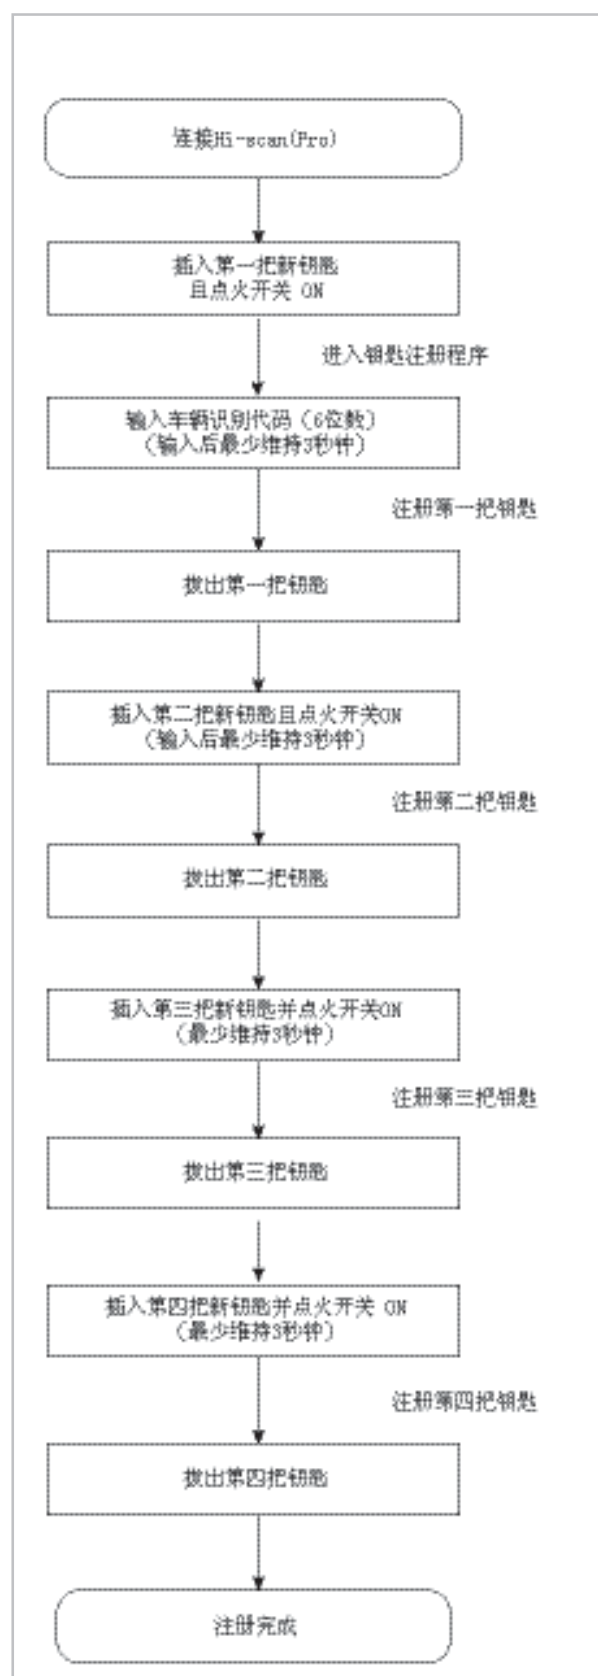 连接Hi-scan(Pro)
插入第一把新钥匙
且点火开关 ON
进入钥匙注册程序
输入车辆识别代码（6位数）
（输入后最少维持3秒钟）
注册第一把钥匙
拔出第一把钥匙
插入第二把新钥匙且点火开关ON
（输入后最少维持3秒钟）
注册第二把钥匙
拔出第二把钥匙
插入第三把新钥匙并点火开关ON
（最少维持3秒钟）
注册第三把钥匙
拔出第三把钥匙
插入第四把新钥匙并点火开关 ON
（最少维持3秒钟）
注册第四把钥匙
拔出第四把钥匙
注册完成